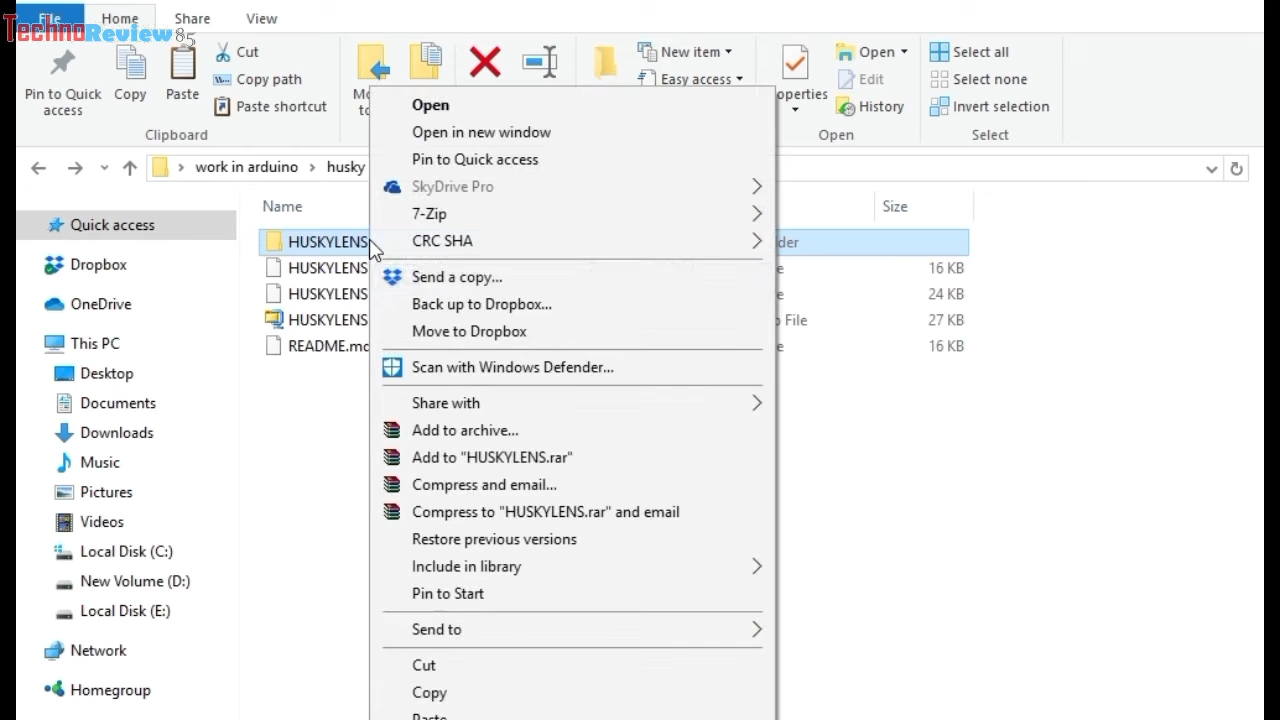 File
Home
Share
View
TechnoReview85
Pin to Quick access
Copy
Paste
Cut
Copy path
Paste shortcut
Clipboard
New item
Easy access
Open
Edit
History
Open
Select all
Select none
Invert selection
Select
work in arduino
husky
Quick access
Dropbox
OneDrive
This PC
Desktop
Documents
Downloads
Music
Pictures
Videos
Local Disk (C:)
New Volume (D:)
Local Disk (E:)
Network
Homegroup
Name
Size
HUSKYLENS
HUSKYLENS
16 KB
HUSKYLENS
24 KB
HUSKYLENS
File
27 KB
README.md
16 KB
Open
Open in new window
Pin to Quick access
SkyDrive Pro
7-Zip
CRC SHA
Send a copy...
Back up to Dropbox...
Move to Dropbox
Scan with Windows Defender...
Share with
Add to archive...
Add to "HUSKYLENS.rar"
Compress and email...
Compress to "HUSKYLENS.rar" and email
Restore previous versions
Include in library
Pin to Start
Send to
Cut
Copy
Paste